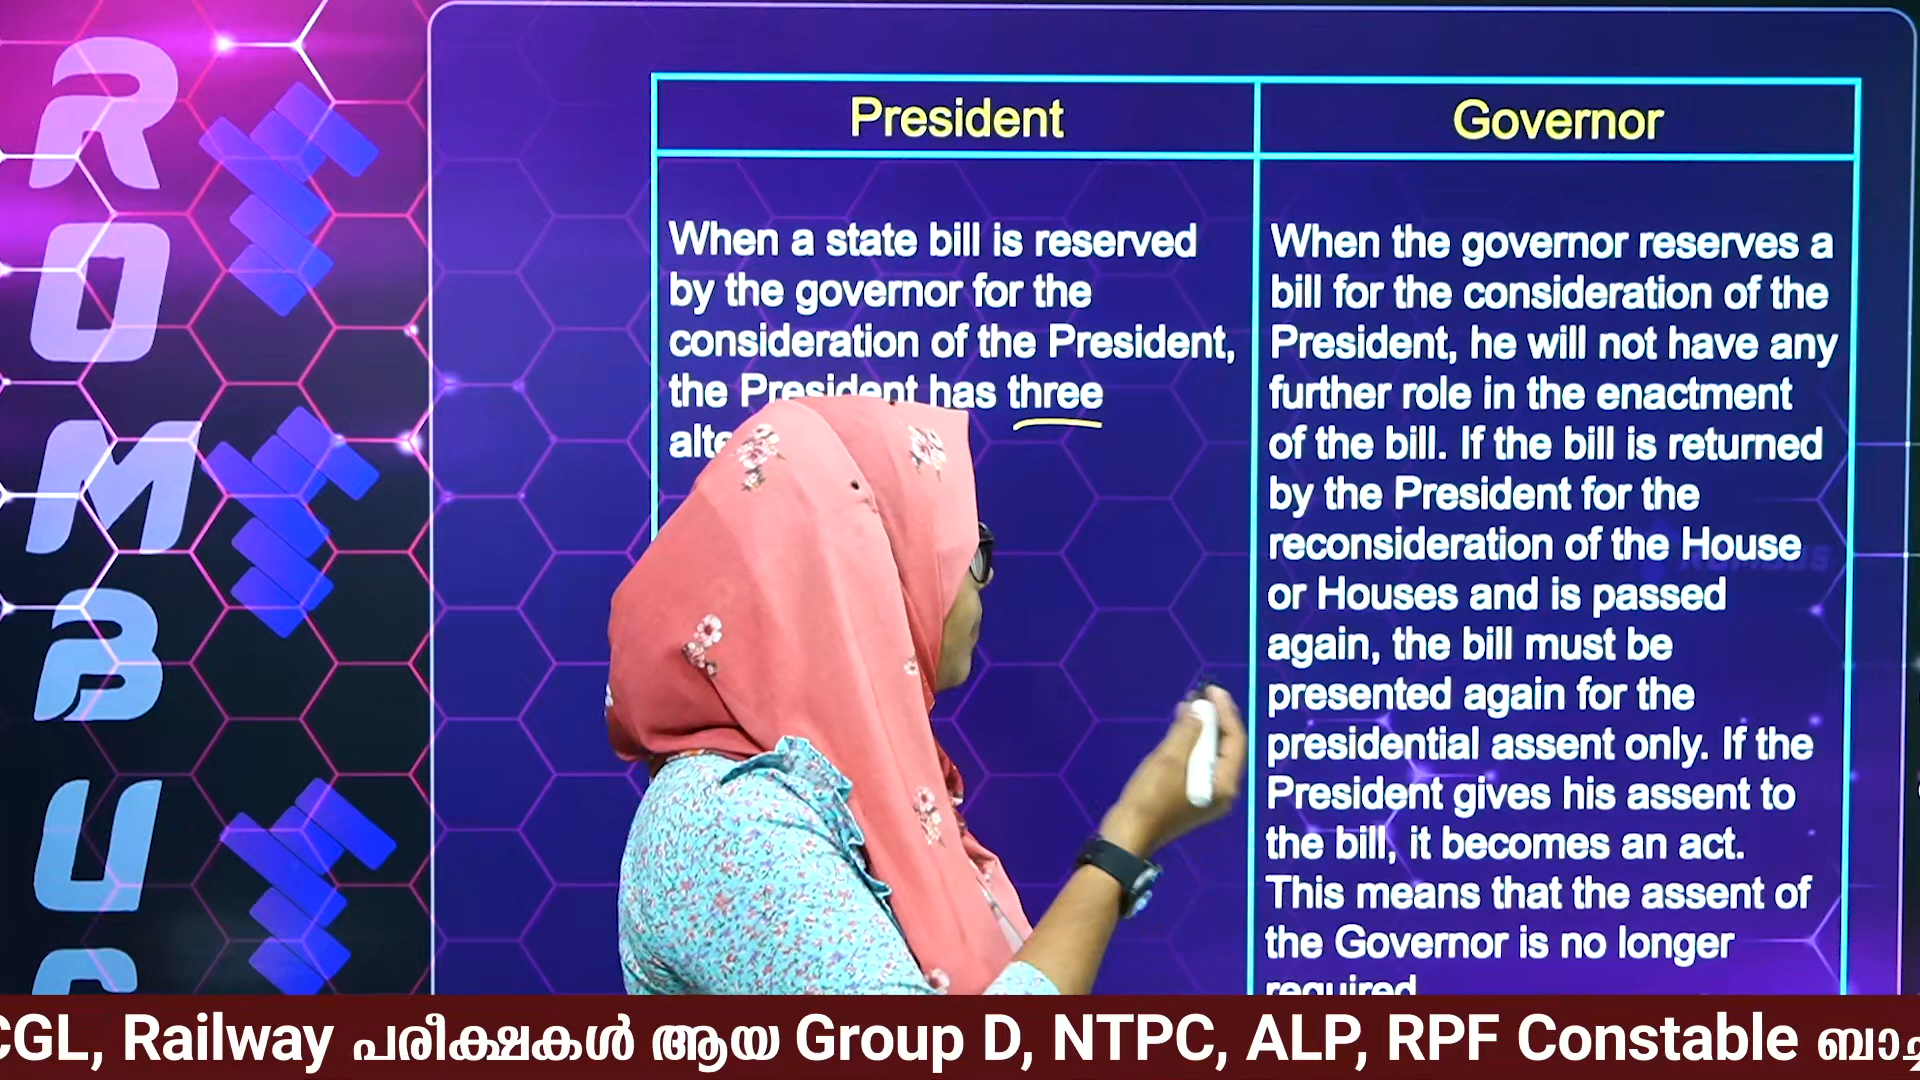 R
O
M
B
U
President
Governor
When a state bill is reserved
by the governor for the
consideration of the President,
the President has three
When the governor reserves a
bill for the consideration of the
President, he will not have any
further role in the enactment
of the bill. If the bill is returned
by the President for the
reconsideration of the House
or Houses and is passed
again, the bill must be
presented again for the
presidential assent only. If the
President gives his assent to
the bill, it becomes an act.
This means that the assent of
the Governor is no longer
required
CGL, Railway പരീക്ഷകൾ ആയ Group D, NTPC, ALP, RPF Constable